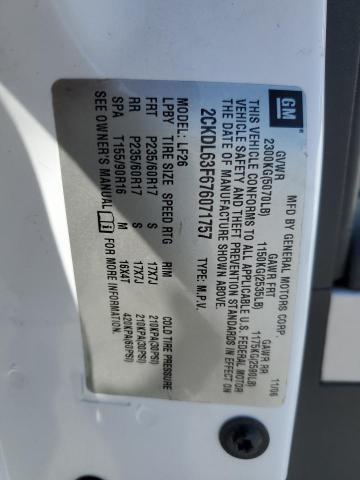 GM
MFD BY GENERAL MOTORS CORP.
11/06
GVWR GAWR FRT GAWR RR
2300KG(5070LB) 1150KG(2535LB) 1175KG(2590LB)
THIS VEHICLE CONFORMS TO ALL APPLICABLE U.S. FEDERAL MOTOR
VEHICLE SAFETY AND THEFT PREVENTION STANDARDS IN EFFECT ON
THE DATE OF MANUFACTURE SHOWN ABOVE.
2CKDL63F676071757 TYPE: M.P.V.
LPBY LF26
TIRE SIZE SPEED RTG RIM COLD TIRE PRESSURE
FRT P235/60R17 S 17X7J 210KPA(30PSI)
RR P235/60R17 S 17X7J 210KPA(30PSI)
SPA T155/90R16 M 16X4T 420KPA(60PSI)
SEE OWNER'S MANUAL FOR MORE INFORMATION.